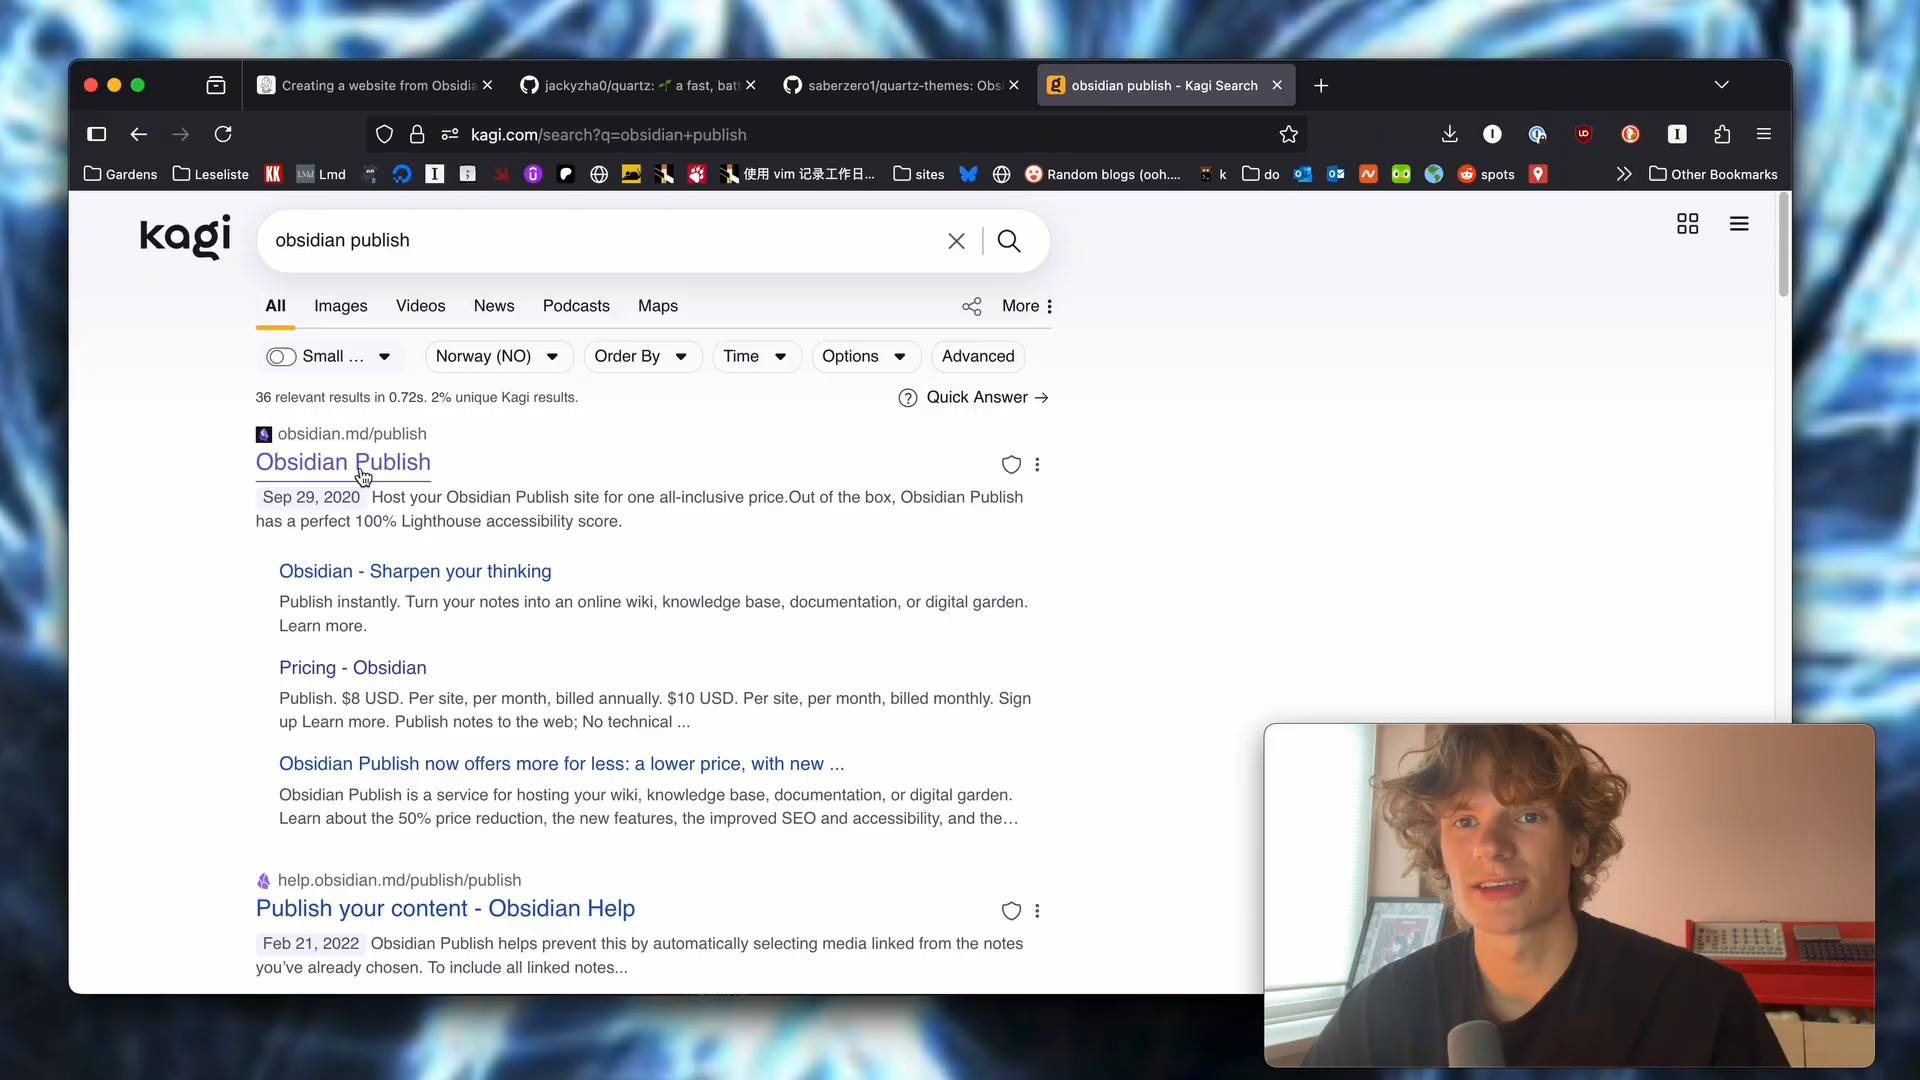 Creating a website from Obsidia
jackyzha0/quartz: 🌱 a fast, bat
saberzero1/quartz-themes: Obs
obsidian publish - Kagi Search
kagi.com/search?q=obsidian+publish
Gardens
Leseliste
KK
LMd
Lmd
使用 vim 记录工作日...
sites
Random blogs (ooh....
k
do
spots
Other Bookmarks
kagi
obsidian publish
All
Images
Videos
News
Podcasts
Maps
More
Small ...
Norway (NO)
Order By
Time
Options
Advanced
36 relevant results in 0.72s. 2% unique Kagi results.
Quick Answer →
obsidian.md/publish
Obsidian Publish
Sep 29, 2020 Host your Obsidian Publish site for one all-inclusive price.Out of the box, Obsidian Publish
has a perfect 100% Lighthouse accessibility score.
Obsidian - Sharpen your thinking
Publish instantly. Turn your notes into an online wiki, knowledge base, documentation, or digital garden.
Learn more.
Pricing - Obsidian
Publish. $8 USD. Per site, per month, billed annually. $10 USD. Per site, per month, billed monthly. Sign
up Learn more. Publish notes to the web; No technical ...
Obsidian Publish now offers more for less: a lower price, with new ...
Obsidian Publish is a service for hosting your wiki, knowledge base, documentation, or digital garden.
Learn about the 50% price reduction, the new features, the improved SEO and accessibility, and the...
help.obsidian.md/publish/publish
Publish your content - Obsidian Help
Feb 21, 2022 Obsidian Publish helps prevent this by automatically selecting media linked from the notes
you've already chosen. To include all linked notes...